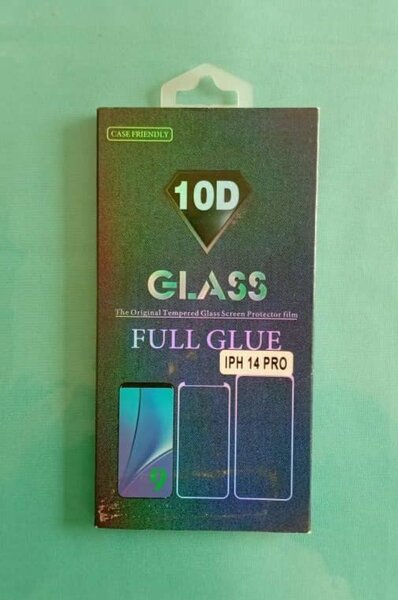 CASE FRIENDLY
10D
GLASS
The Original Tempered Glass Screen Protector film
FULL GLUE
IPH 14 PRO